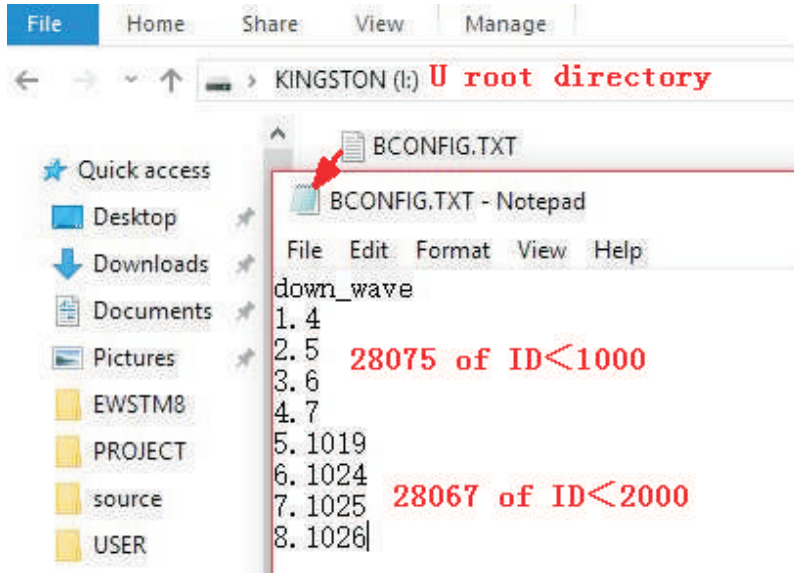 File Home Share View Manage
KINGSTON (I:) U root directory
BCONFIG.TXT
Quick access
BCONFIG.TXT - Notepad
Desktop
File Edit Format View Help
Downloads
down_wave
Documents
1. 4
2. 5
28075 of ID<1000
Pictures
3. 6
EWSTM8
4. 7
PROJECT
5. 1019
6. 1024
source
7. 1025
28067 of ID<2000
USER
8. 1026